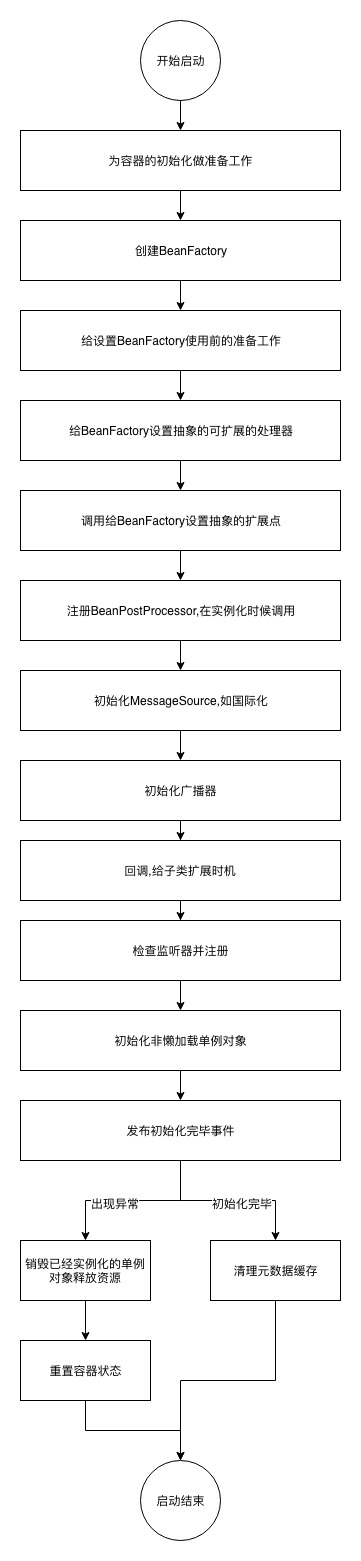 开始启动
为容器的初始化做准备工作
创建BeanFactory
给设置BeanFactory使用前的准备工作
给BeanFactory设置抽象的可扩展的处理器
调用给BeanFactory设置抽象的扩展点
注册BeanPostProcessor,在实例化时候调用
初始化MessageSource,如国际化
初始化广播器
回调,给子类扩展时机
检查监听器并注册
初始化非懒加载单例对象
发布初始化完毕事件
出现异常
初始化完毕
销毁已经实例化的单例
对象释放资源
清理元数据缓存
重置容器状态
启动结束